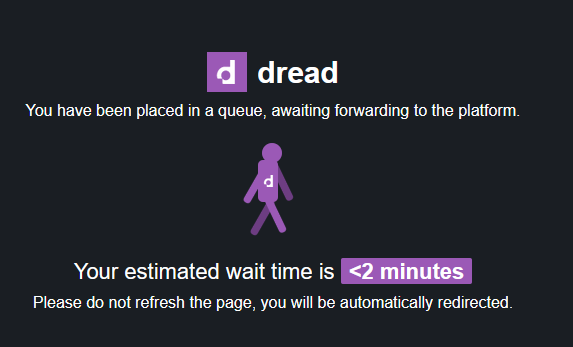 d dread
You have been placed in a queue, awaiting forwarding to the platform.
d
Your estimated wait time is <2 minutes
Please do not refresh the page, you will be automatically redirected.